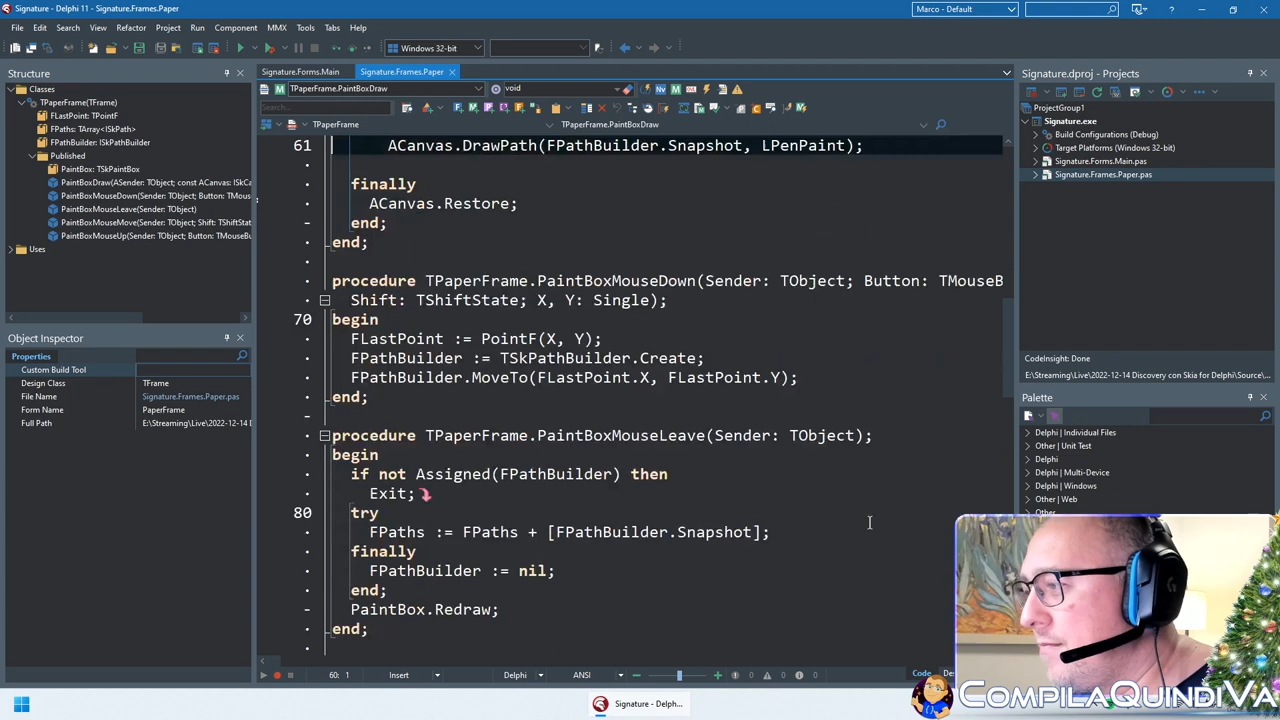 Signature - Delphi 11 - Signature.Frames.Paper
Marco - Default
File Edit Search View Refactor Project Run Component MMX Tools Tabs Help
Windows 32-bit
Structure
Classes
TPaperFrame(TFrame)
FLastPoint: TPointF
FPaths: TArray<ISkPath>
FPathBuilder: ISkPathBuilder
Published
PaintBox: TSkPaintBox
PaintBoxDraw(ASender: TObject; const ACanvas: ISkCa
PaintBoxMouseDown(Sender: TObject; Button: TMous
PaintBoxMouseLeave(Sender: TObject)
PaintBoxMouseMove(Sender: TObject; Shift: TShiftState;
PaintBoxMouseUp(Sender: TObject; Button: TMouseBu
Uses
Object Inspector
Properties
Custom Build Tool
Design Class TFrame
File Name Signature.Frames.Paper.pas
Form Name PaperFrame
Full Path E:\Streaming\Live\2022-12-14 D
Signature.Forms.Main Signature.Frames.Paper
TPaperFrame.PaintBoxDraw void
Search...
TPaperFrame TPaperFrame.PaintBoxDraw
61 ACanvas.DrawPath(FPathBuilder.Snapshot, LPenPaint);
finally
ACanvas.Restore;
end;
end;
procedure TPaperFrame.PaintBoxMouseDown(Sender: TObject; Button: TMouseB
Shift: TShiftState; X, Y: Single);
70 begin
FLastPoint := PointF(X, Y);
FPathBuilder := TSkPathBuilder.Create;
FPathBuilder.MoveTo(FLastPoint.X, FLastPoint.Y);
end;
procedure TPaperFrame.PaintBoxMouseLeave(Sender: TObject);
begin
if not Assigned(FPathBuilder) then
Exit;
80 try
FPaths := FPaths + [FPathBuilder.Snapshot];
finally
FPathBuilder := nil;
end;
PaintBox.Redraw;
end;
60: 1 Insert Delphi ANSI 0 0 0 Code De
Signature.dproj - Projects
ProjectGroup1
Signature.exe
Build Configurations (Debug)
Target Platforms (Windows 32-bit)
Signature.Forms.Main.pas
Signature.Frames.Paper.pas
CodeInsight: Done
E:\Streaming\Live\2022-12-14 Discovery con Skia for Delphi\Source\...
Palette
Delphi | Individual Files
Other | Unit Test
Delphi
Delphi | Multi-Device
Delphi | Windows
Other | Web
Other
Signature - Delph...
COMPILAQUINDIVA